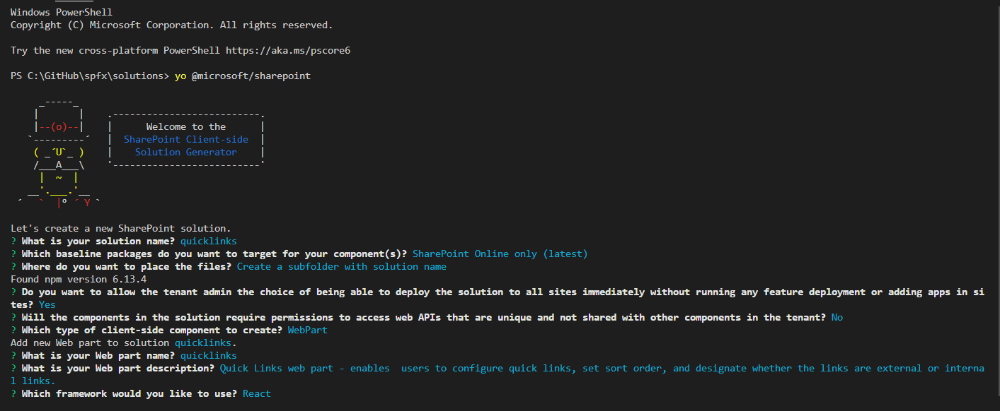 Windows PowerShell
Copyright (C) Microsoft Corporation. All rights reserved.
Try the new cross-platform PowerShell https://aka.ms/pscore6
PS C:\GitHub\spfx\solutions> yo @microsoft/sharepoint
     _-----_
    |       |    .--------------------------.
    |--(o)--|    |      Welcome to the      |
   `---------´   |  SharePoint Client-side  |
    ( _´U`_ )    |    Solution Generator    |
    /___A___\    '--------------------------'
     |  ~  |
   __'.___.'__
 ´   `  |° ´ Y `
Let's create a new SharePoint solution.
? What is your solution name? quicklinks
? Which baseline packages do you want to target for your component(s)? SharePoint Online only (latest)
? Where do you want to place the files? Create a subfolder with solution name
Found npm version 6.13.4
? Do you want to allow the tenant admin the choice of being able to deploy the solution to all sites immediately without running any feature deployment or adding apps in si
tes? Yes
? Will the components in the solution require permissions to access web APIs that are unique and not shared with other components in the tenant? No
? Which type of client-side component to create? WebPart
Add new Web part to solution quicklinks.
? What is your Web part name? quicklinks
? What is your Web part description? Quick Links web part - enables  users to configure quick links, set sort order, and designate whether the links are external or interna
l links.
? Which framework would you like to use? React